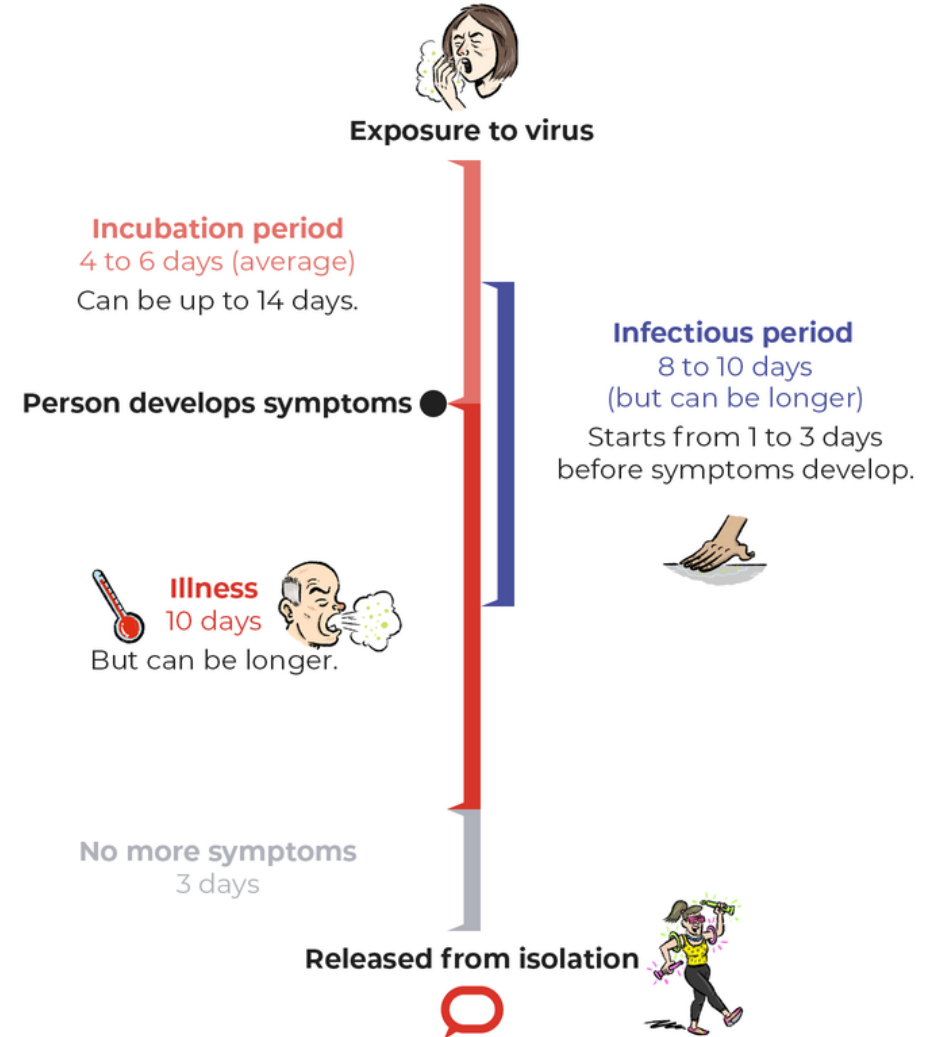 Exposure to virus
Incubation period
4 to 6 days (average)
Can be up to 14 days.
Infectious period
8 to 10 days
(but can be longer)
Starts from 1 to 3 days
before symptoms develop.
Person develops symptoms
Illness
10 days
But can be longer.
No more symptoms
3 days
Released from isolation